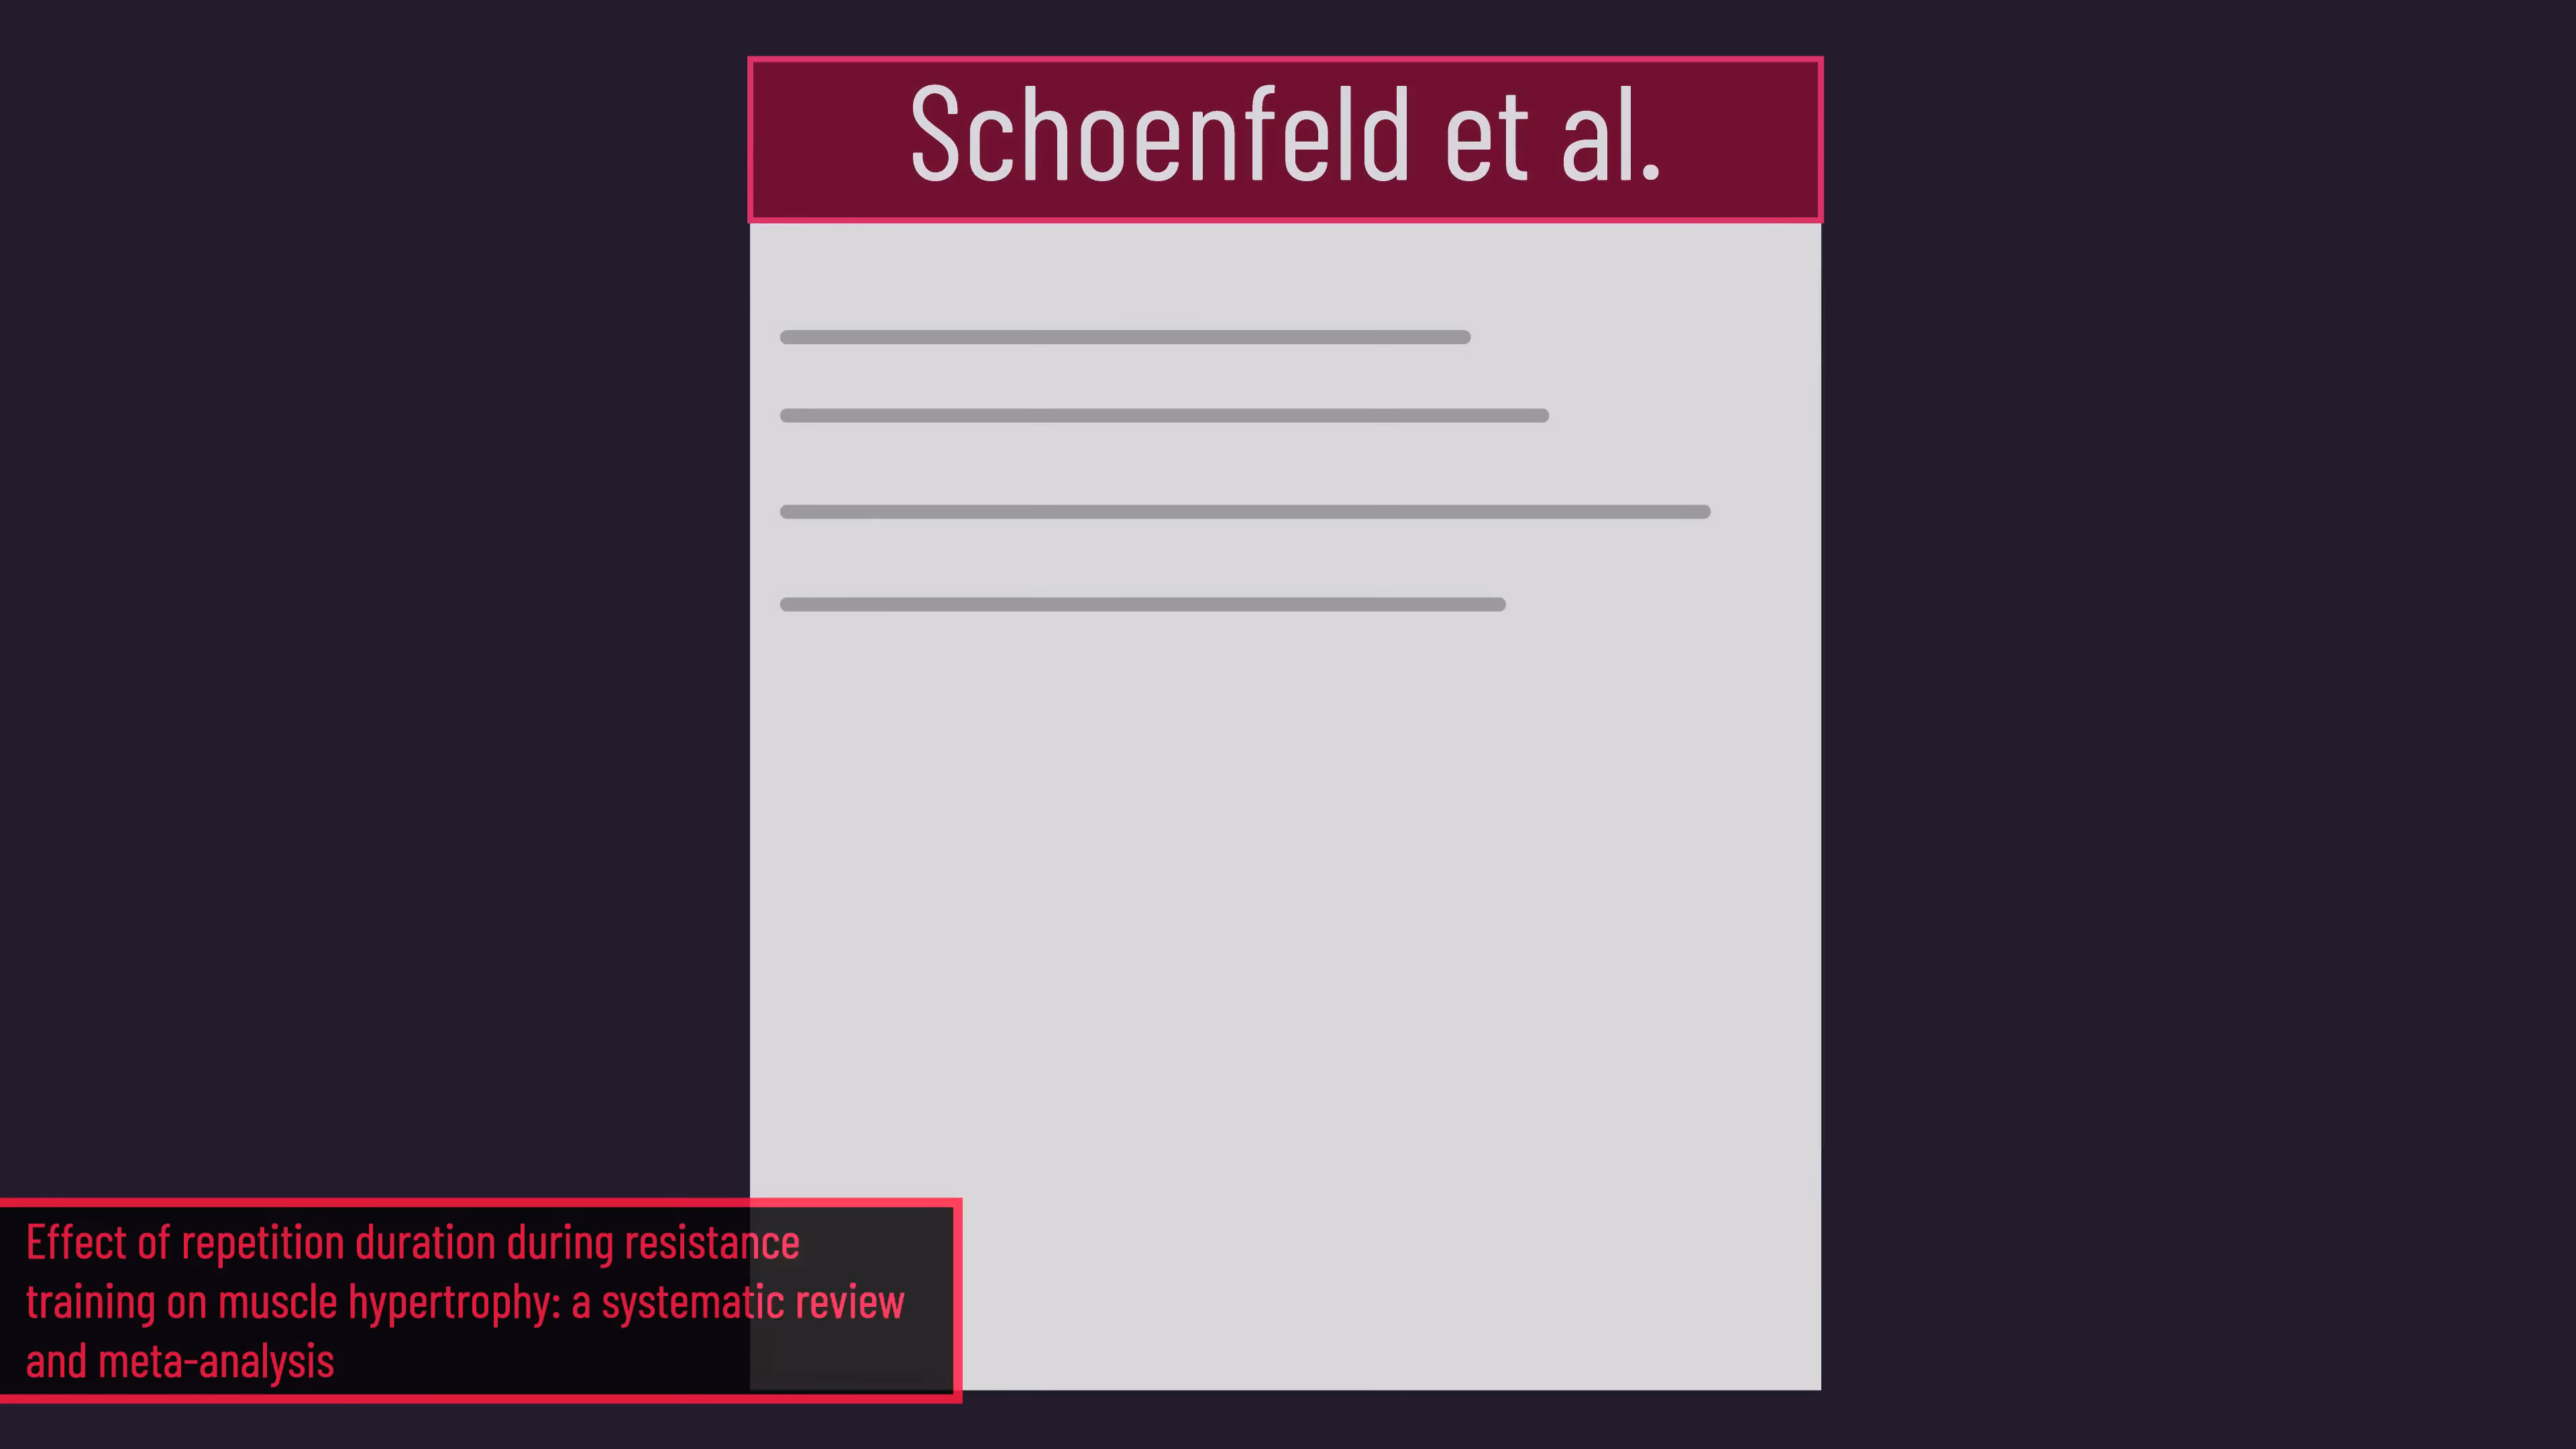 Schoenfeld et al.
Effect of repetition duration during resistance
training on muscle hypertrophy: a systematic review
and meta-analysis